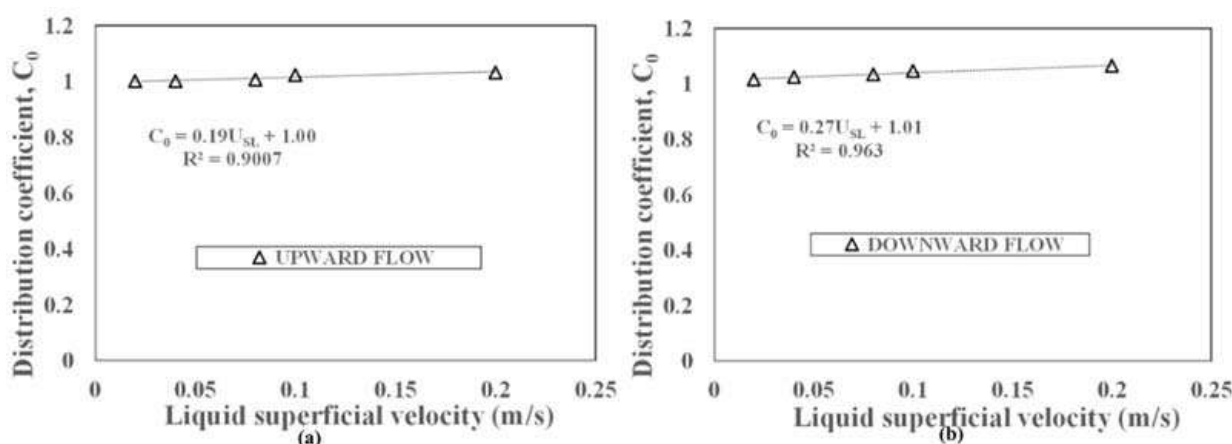 Distribution coefficient, C₀
1.2
1
0.8
0.6
0.4
0.2
0
C₀ = 0.19U_SL + 1.00
R² = 0.9007
UPWARD FLOW
0 0.05 0.1 0.15 0.2 0.25
Liquid superficial velocity (m/s)
(a)
Distribution coefficient, C₀
1.2
1
0.8
0.6
0.4
0.2
0
C₀ = 0.27U_SL + 1.01
R² = 0.963
DOWNWARD FLOW
0 0.05 0.1 0.15 0.2 0.25
Liquid superficial velocity (m/s)
(b)